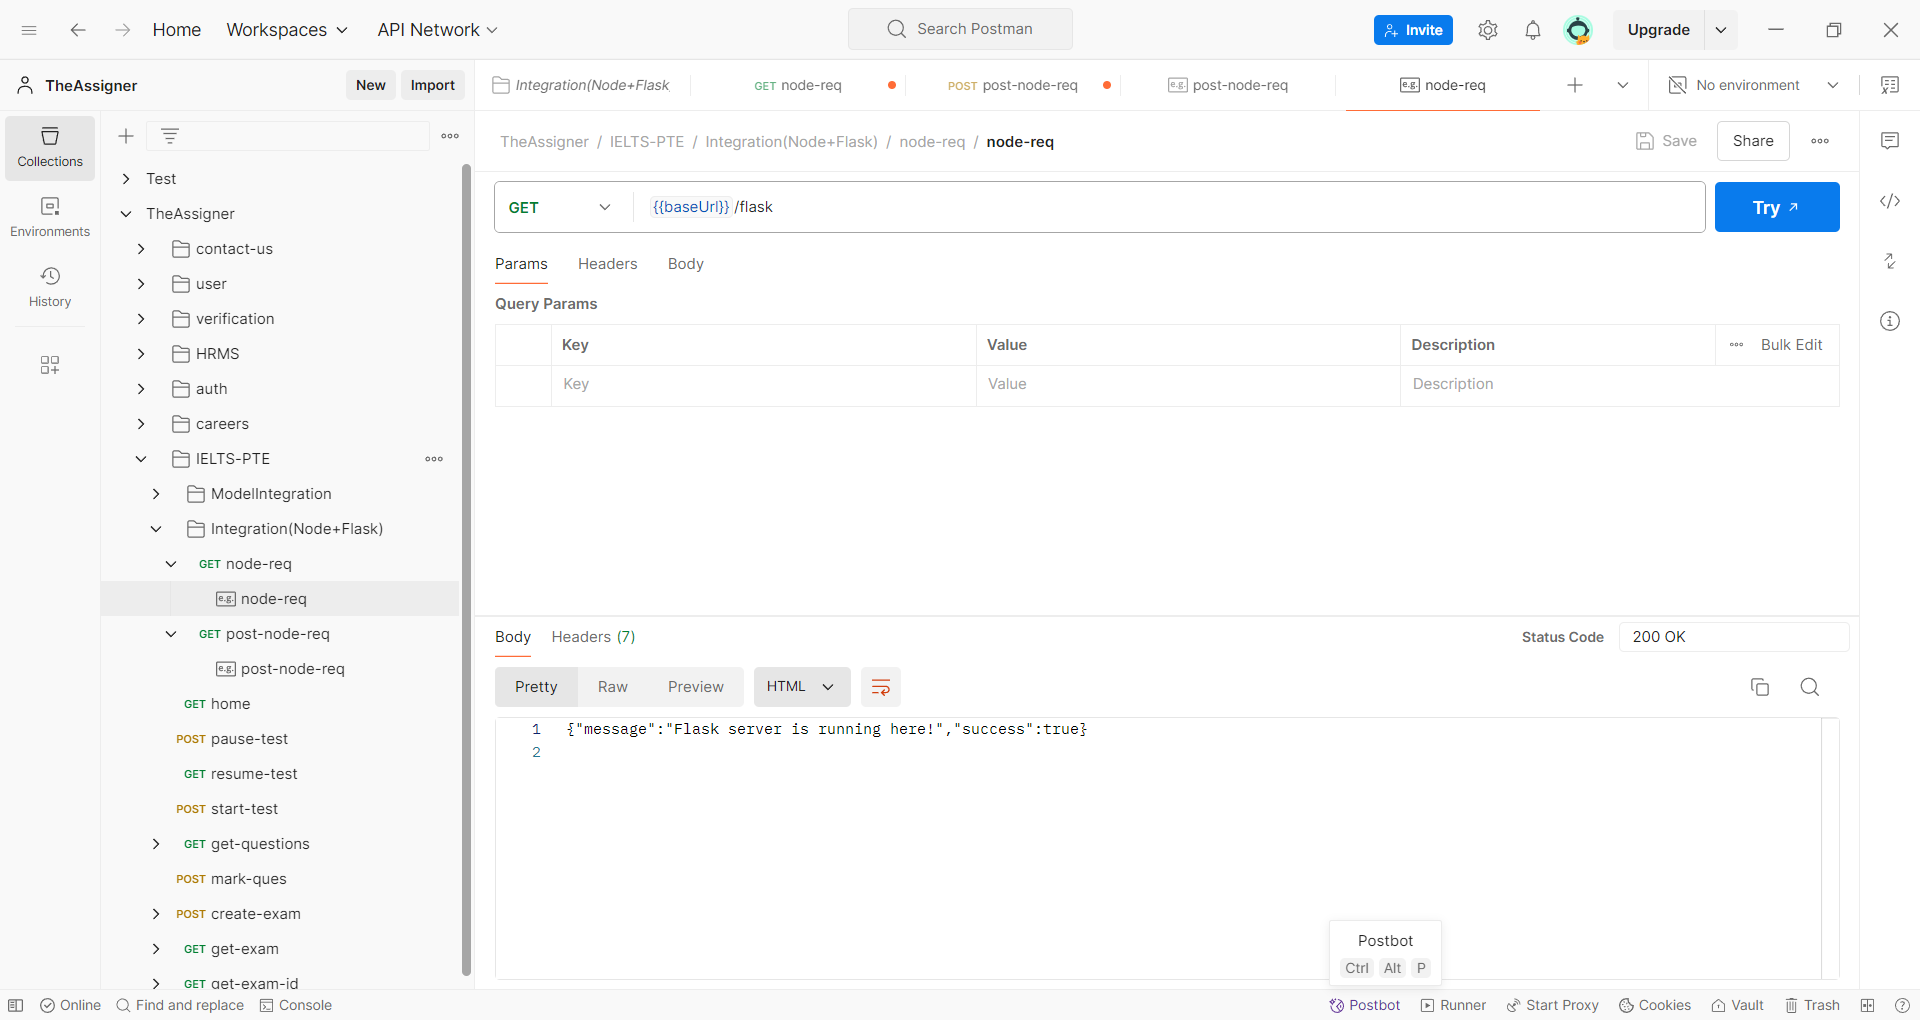 Home Workspaces API Network Search Postman Invite Upgrade
TheAssigner New Import Integration(Node+Flask GET node-req POST post-node-req e.g. post-node-req e.g. node-req No environment
TheAssigner / IELTS-PTE / Integration(Node+Flask) / node-req / node-req Save Share
GET {{baseUrl}} /flask Try
Params Headers Body
Query Params
Key Value Description Bulk Edit
Key Value Description
Collections
Environments
History
Test
TheAssigner
contact-us
user
verification
HRMS
auth
careers
IELTS-PTE
ModelIntegration
Integration(Node+Flask)
GET node-req
e.g. node-req
GET post-node-req
e.g. post-node-req
GET home
POST pause-test
GET resume-test
POST start-test
GET get-questions
POST mark-ques
POST create-exam
GET get-exam
GET get-exam-id
Body Headers (7) Status Code 200 OK
Pretty Raw Preview HTML
1 {"message":"Flask server is running here!","success":true}
2
Postbot
Ctrl Alt P
Online Find and replace Console Postbot Runner Start Proxy Cookies Vault Trash